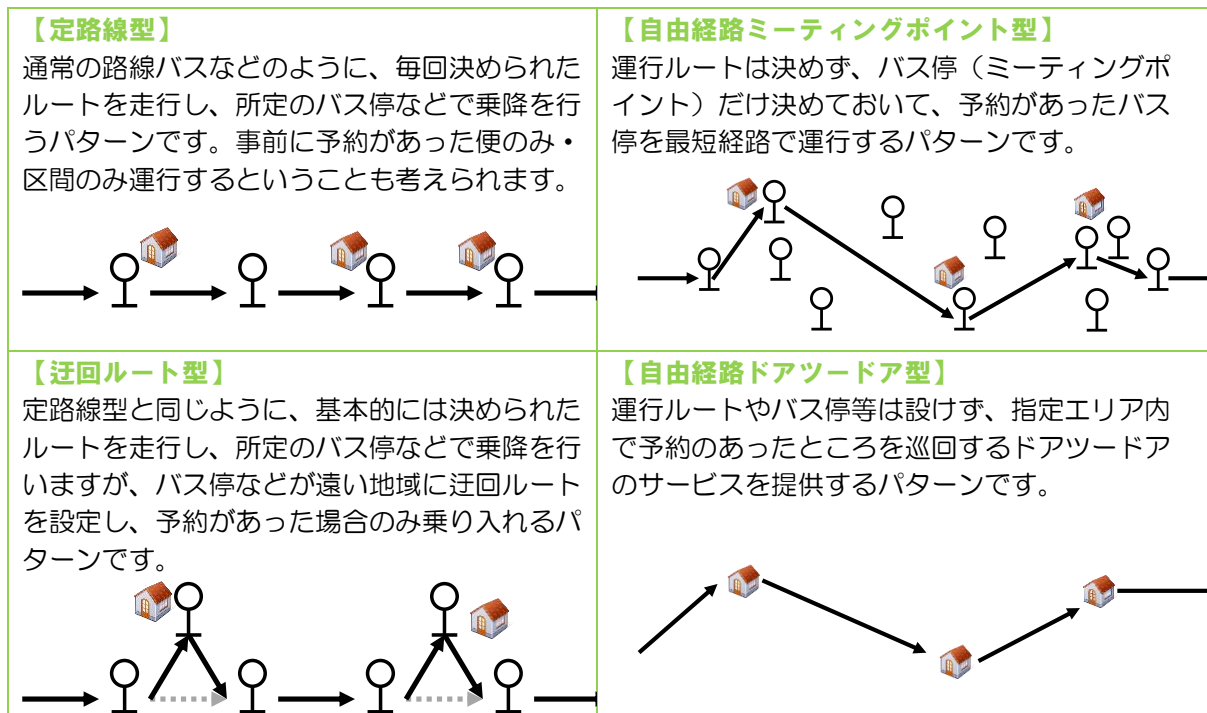 【定路線型】
通常の路線バスなどのように、毎回決められた
ルートを走行し、所定のバス停などで乗降を行
うパターンです。事前に予約があった便のみ・
区間のみ運行するということも考えられます。
【自由経路ミーティングポイント型】
運行ルートは決めず、バス停（ミーティングポ
イント）だけ決めておいて、予約があったバス
停を最短経路で運行するパターンです。
【迂回ルート型】
定路線型と同じように、基本的には決められた
ルートを走行し、所定のバス停などで乗降を行
いますが、バス停などが遠い地域に迂回ルート
を設定し、予約があった場合のみ乗り入れるパ
ターンです。
【自由経路ドアツードア型】
運行ルートやバス停等は設けず、指定エリア内
で予約のあったところを巡回するドアツードア
のサービスを提供するパターンです。